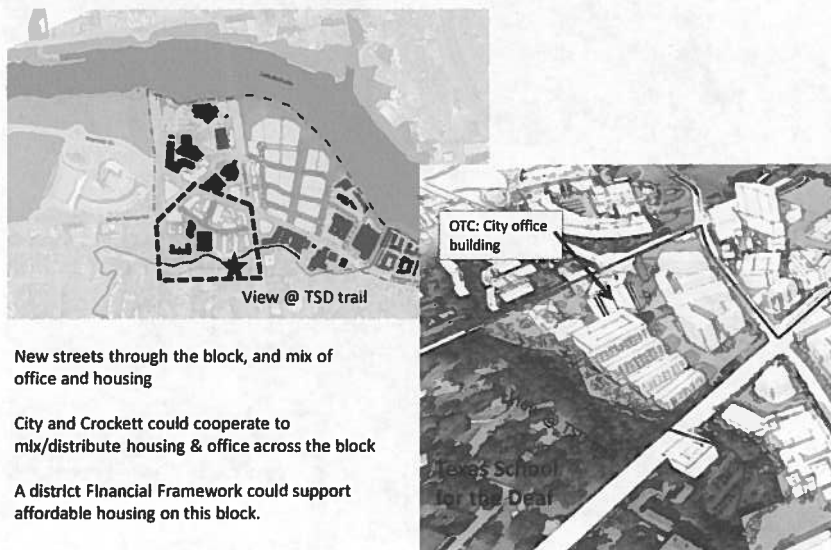 View @ TSD trail
OTC: City office
building
New streets through the block, and mix of
office and housing
City and Crockett could cooperate to
mix/distribute housing & office across the block
A district Financial Framework could support
affordable housing on this block.
View @ TSD
Texas School
for the Deaf